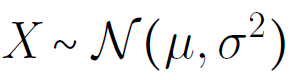 X ~ 𝒩(μ, σ²)